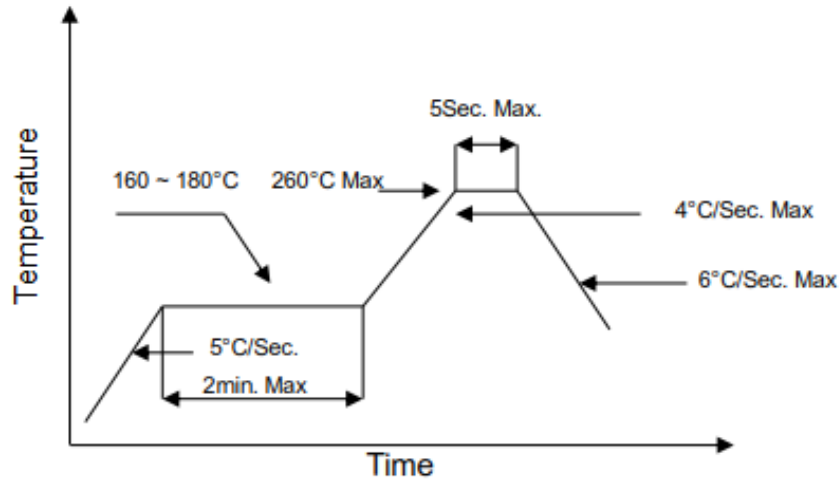 5Sec. Max.
160 ~ 180°C
260°C Max
4°C/Sec. Max
6°C/Sec. Max
5°C/Sec.
2min. Max
Temperature
Time